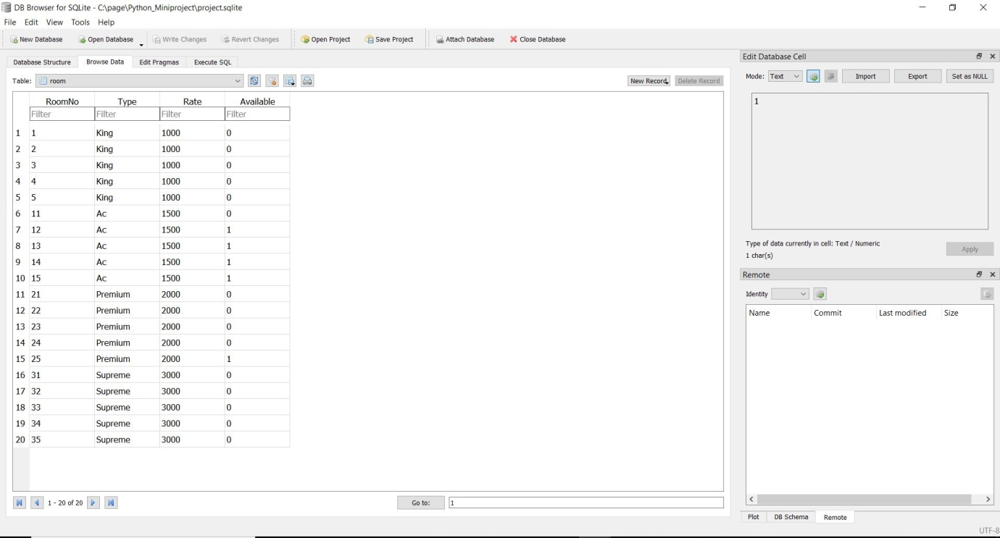 DB Browser for SQLite - C:\page\Python_Miniproject\project.sqlite
File Edit View Tools Help
New Database Open Database Write Changes Revert Changes Open Project Save Project Attach Database Close Database
Database Structure Browse Data Edit Pragmas Execute SQL
Table: room New Record Delete Record
RoomNo Type Rate Available
Filter Filter Filter Filter
1 1 King 1000 0
2 2 King 1000 0
3 3 King 1000 0
4 4 King 1000 0
5 5 King 1000 0
6 11 Ac 1500 0
7 12 Ac 1500 1
8 13 Ac 1500 1
9 14 Ac 1500 1
10 15 Ac 1500 1
11 21 Premium 2000 0
12 22 Premium 2000 0
13 23 Premium 2000 0
14 24 Premium 2000 0
15 25 Premium 2000 1
16 31 Supreme 3000 0
17 32 Supreme 3000 0
18 33 Supreme 3000 0
19 34 Supreme 3000 0
20 35 Supreme 3000 0
1 - 20 of 20 Go to: 1
Edit Database Cell
Mode: Text Import Export Set as NULL
1
Type of data currently in cell: Text / Numeric
1 char(s)
Apply
Remote
Identity
Name Commit Last modified Size
Plot DB Schema Remote
UTF-8